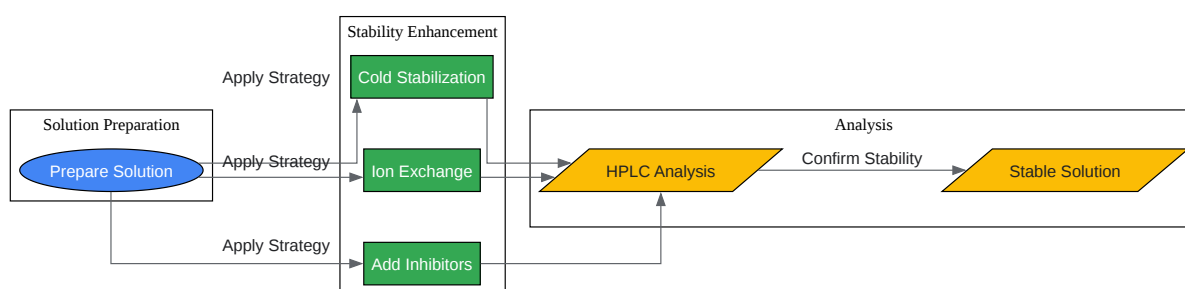 Stability Enhancement
Apply Strategy
Cold Stabilization
Solution Preparation
Analysis
Prepare Solution
Apply Strategy
Ion Exchange
HPLC Analysis
Confirm Stability
Stable Solution
Apply Strategy
Add Inhibitors